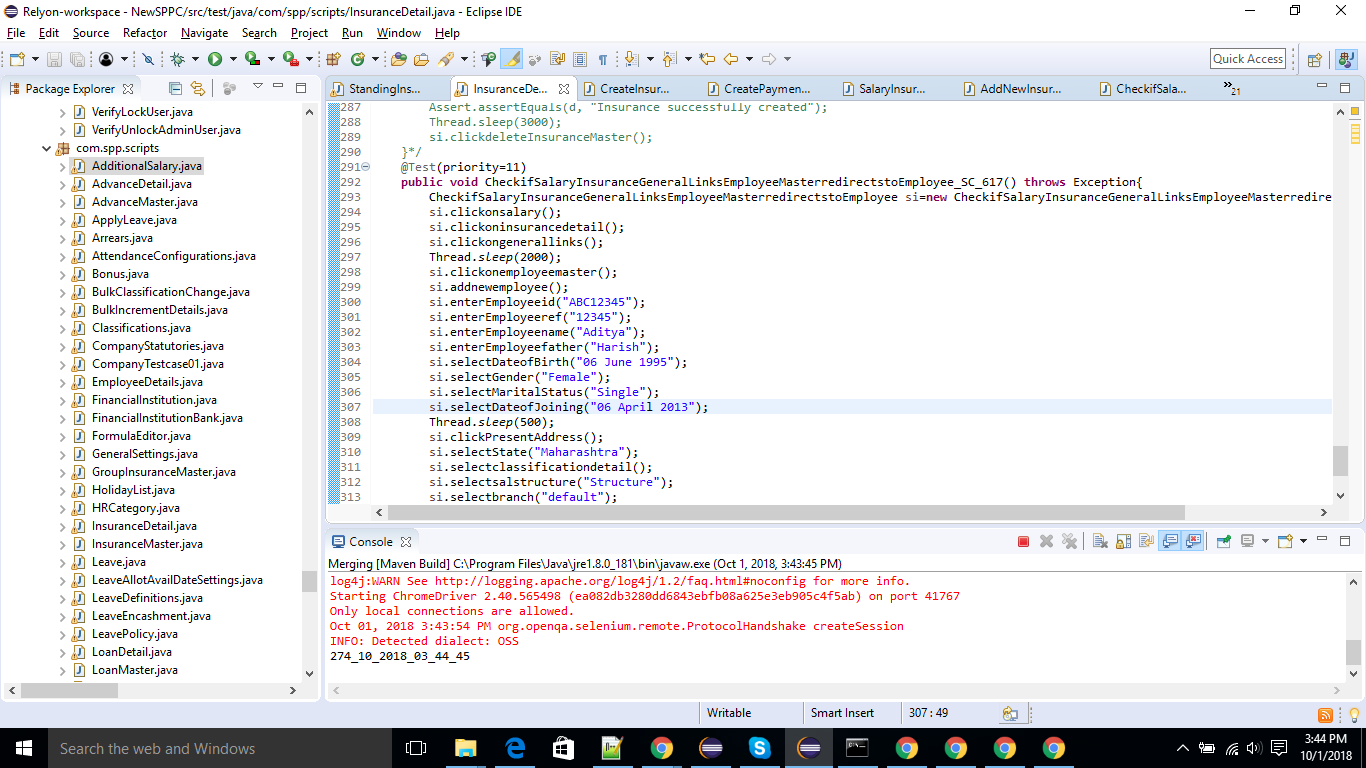 Relyon-workspace - NewSPPC/src/test/java/com/spp/scripts/InsuranceDetail.java - Eclipse IDE
File Edit Source Refactor Navigate Search Project Run Window Help
Quick Access
Package Explorer
VerifyLockUser.java
VerifyUnlockAdminUser.java
com.spp.scripts
AdditionalSalary.java
AdvanceDetail.java
AdvanceMaster.java
ApplyLeave.java
Arrears.java
AttendanceConfigurations.java
Bonus.java
BulkClassificationChange.java
BulkIncrementDetails.java
Classifications.java
CompanyStatutories.java
CompanyTestcase01.java
EmployeeDetails.java
FinancialInstitution.java
FinancialInstitutionBank.java
FormulaEditor.java
GeneralSettings.java
GroupInsuranceMaster.java
HolidayList.java
HRCategory.java
InsuranceDetail.java
InsuranceMaster.java
Leave.java
LeaveAllotAvailDateSettings.java
LeaveDefinitions.java
LeaveEncashment.java
LeavePolicy.java
LoanDetail.java
LoanMaster.java
StandingIns... InsuranceDe... CreateInsur... CreatePaymen... SalaryInsur... AddNewInsur... CheckifSala... 21
287 Assert.assertEquals(d, "Insurance successfully created");
288 Thread.sleep(3000);
289 si.clickdeleteInsuranceMaster();
290 }*/
291 @Test(priority=11)
292 public void CheckifSalaryInsuranceGeneralLinksEmployeeMasterredirectstoEmployee_SC_617() throws Exception{
293 CheckifSalaryInsuranceGeneralLinksEmployeeMasterredirectstoEmployee si=new CheckifSalaryInsuranceGeneralLinksEmployeeMasterredire
294 si.clickonsalary();
295 si.clickoninsurancedetail();
296 si.clickongenerallinks();
297 Thread.sleep(2000);
298 si.clickonemployeemaster();
299 si.addnewemployee();
300 si.enterEmployeeid("ABC12345");
301 si.enterEmployeeref("12345");
302 si.enterEmployeename("Aditya");
303 si.enterEmployeefather("Harish");
304 si.selectDateofBirth("06 June 1995");
305 si.selectGender("Female");
306 si.selectMaritalStatus("Single");
307 si.selectDateofJoining("06 April 2013");
308 Thread.sleep(500);
309 si.clickPresentAddress();
310 si.selectState("Maharashtra");
311 si.selectclassificationdetail();
312 si.selectsalstructure("Structure");
313 si.selectbranch("default");
Console
Merging [Maven Build] C:\Program Files\Java\jre1.8.0_181\bin\javaw.exe (Oct 1, 2018, 3:43:45 PM)
log4j:WARN See http://logging.apache.org/log4j/1.2/faq.html#noconfig for more info.
Starting ChromeDriver 2.40.565498 (ea082db3280dd6843ebfb08a625e3eb905c4f5ab) on port 41767
Only local connections are allowed.
Oct 01, 2018 3:43:54 PM org.openqa.selenium.remote.ProtocolHandshake createSession
INFO: Detected dialect: OSS
274_10_2018_03_44_45
Writable Smart Insert 307 : 49
Search the web and Windows
3:44 PM
10/1/2018